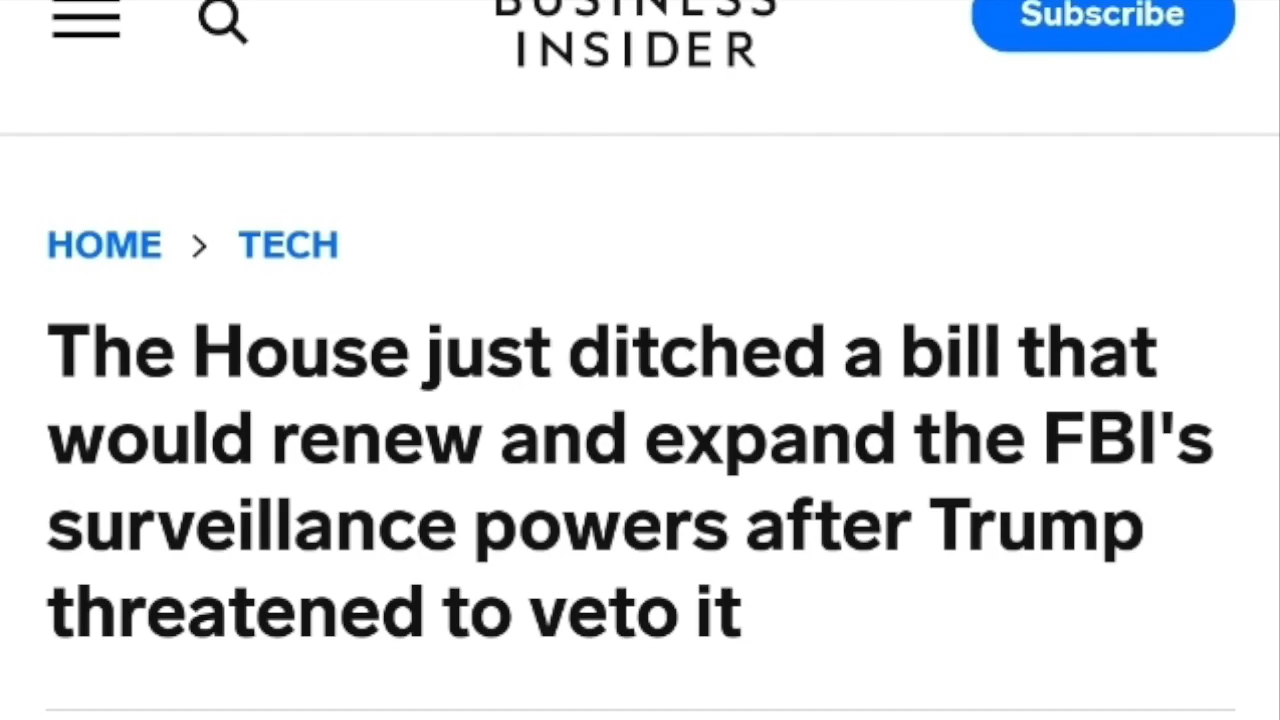 BUSINESS
INSIDER
Subscribe
HOME > TECH
The House just ditched a bill that
would renew and expand the FBI's
surveillance powers after Trump
threatened to veto it